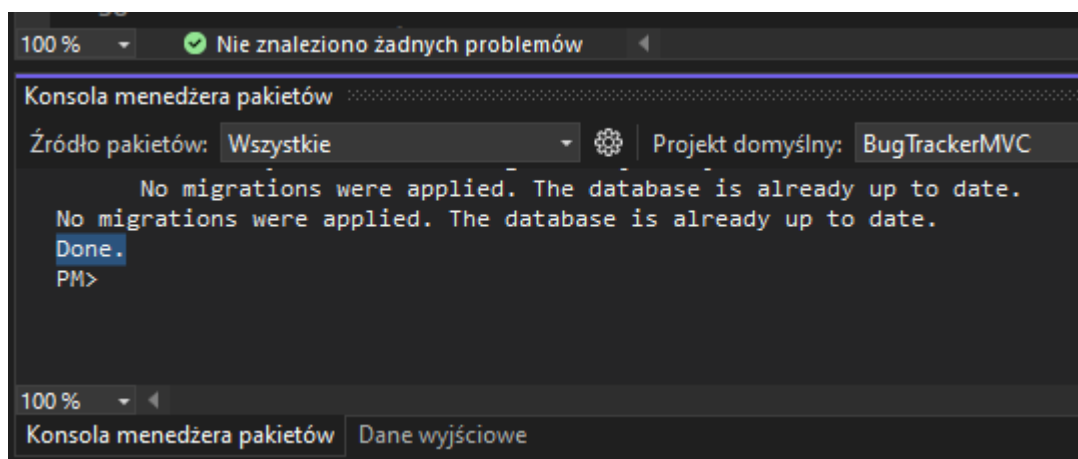 100 %
Nie znaleziono żadnych problemów
Konsola menedżera pakietów
Źródło pakietów: Wszystkie
Projekt domyślny: BugTrackerMVC
No migrations were applied. The database is already up to date.
No migrations were applied. The database is already up to date.
Done.
PM>
100 %
Konsola menedżera pakietów
Dane wyjściowe